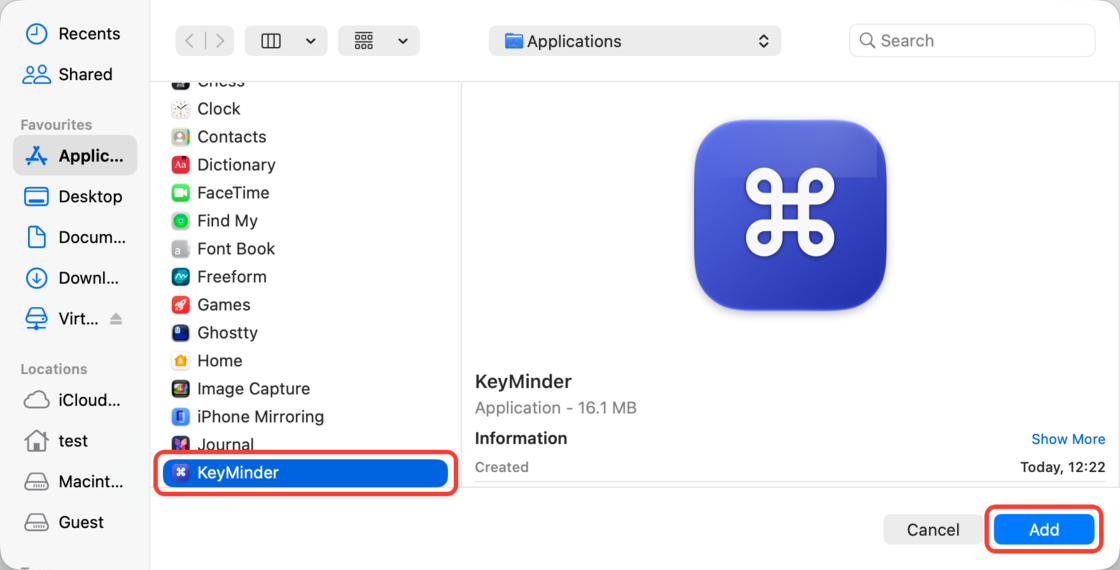 Recents
Shared
Favourites
Applic...
Desktop
Docum...
Downl...
Virt...
Locations
iCloud...
test
Macint...
Guest
Applications
Search
Chess
Clock
Contacts
Aa
Dictionary
FaceTime
Find My
a
Font Book
Freeform
Games
Ghostty
Home
Image Capture
iPhone Mirroring
Journal
⌘ KeyMinder
⌘
KeyMinder
Application - 16.1 MB
Information
Show More
Created
Today, 12:22
Cancel
Add